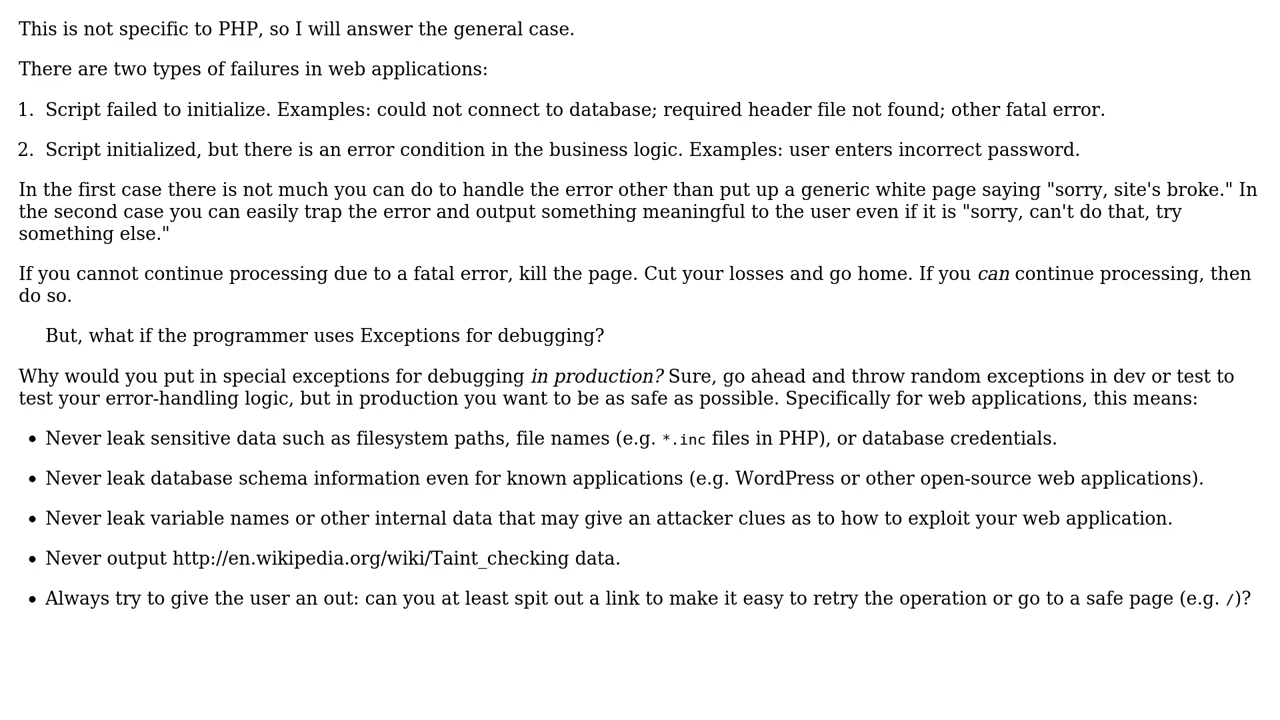 This is not specific to PHP, so I will answer the general case.
There are two types of failures in web applications:
1. Script failed to initialize. Examples: could not connect to database; required header file not found; other fatal error.
2. Script initialized, but there is an error condition in the business logic. Examples: user enters incorrect password.
In the first case there is not much you can do to handle the error other than put up a generic white page saying "sorry, site's broke." In
the second case you can easily trap the error and output something meaningful to the user even if it is "sorry, can't do that, try
something else."
If you cannot continue processing due to a fatal error, kill the page. Cut your losses and go home. If you can continue processing, then
do so.
But, what if the programmer uses Exceptions for debugging?
Why would you put in special exceptions for debugging in production? Sure, go ahead and throw random exceptions in dev or test to
test your error-handling logic, but in production you want to be as safe as possible. Specifically for web applications, this means:
• Never leak sensitive data such as filesystem paths, file names (e.g. *.inc files in PHP), or database credentials.
• Never leak database schema information even for known applications (e.g. WordPress or other open-source web applications).
• Never leak variable names or other internal data that may give an attacker clues as to how to exploit your web application.
• Never output http://en.wikipedia.org/wiki/Taint_checking data.
• Always try to give the user an out: can you at least spit out a link to make it easy to retry the operation or go to a safe page (e.g. /)?